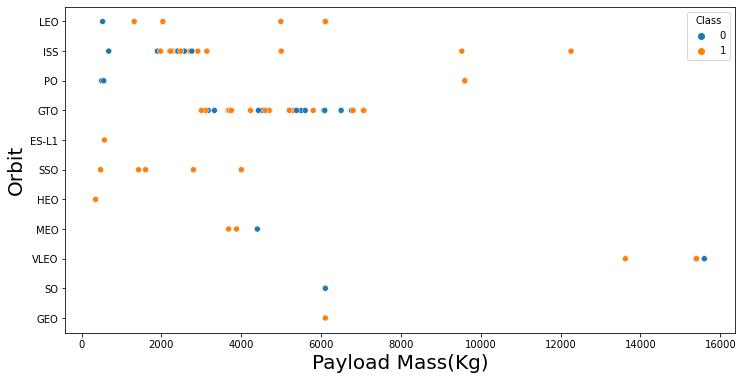 Class
0
1
LEO
ISS
PO
GTO
ES-L1
SSO
HEO
MEO
VLEO
SO
GEO
Orbit
0 2000 4000 6000 8000 10000 12000 14000 16000
Payload Mass(Kg)